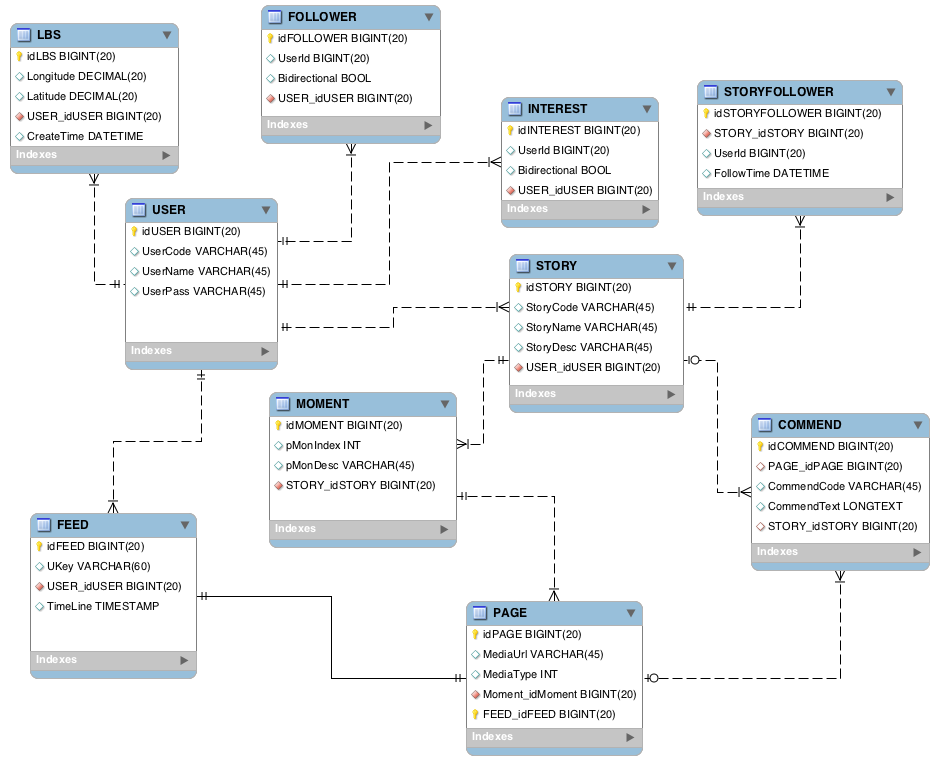 LBS
idLBS BIGINT(20)
Longitude DECIMAL(20)
Latitude DECIMAL(20)
USER_idUSER BIGINT(20)
CreateTime DATETIME
Indexes
FOLLOWER
idFOLLOWER BIGINT(20)
UserId BIGINT(20)
Bidirectional BOOL
USER_idUSER BIGINT(20)
Indexes
INTEREST
idINTEREST BIGINT(20)
UserId BIGINT(20)
Bidirectional BOOL
USER_idUSER BIGINT(20)
Indexes
STORYFOLLOWER
idSTORYFOLLOWER BIGINT(20)
STORY_idSTORY BIGINT(20)
UserId BIGINT(20)
FollowTime DATETIME
Indexes
USER
idUSER BIGINT(20)
UserCode VARCHAR(45)
UserName VARCHAR(45)
UserPass VARCHAR(45)
Indexes
STORY
idSTORY BIGINT(20)
StoryCode VARCHAR(45)
StoryName VARCHAR(45)
StoryDesc VARCHAR(45)
USER_idUSER BIGINT(20)
Indexes
MOMENT
idMOMENT BIGINT(20)
pMonIndex INT
pMonDesc VARCHAR(45)
STORY_idSTORY BIGINT(20)
Indexes
COMMEND
idCOMMEND BIGINT(20)
PAGE_idPAGE BIGINT(20)
CommendCode VARCHAR(45)
CommendText LONGTEXT
STORY_idSTORY BIGINT(20)
Indexes
FEED
idFEED BIGINT(20)
UKey VARCHAR(60)
USER_idUSER BIGINT(20)
TimeLine TIMESTAMP
Indexes
PAGE
idPAGE BIGINT(20)
MediaUrl VARCHAR(45)
MediaType INT
Moment_idMoment BIGINT(20)
FEED_idFEED BIGINT(20)
Indexes